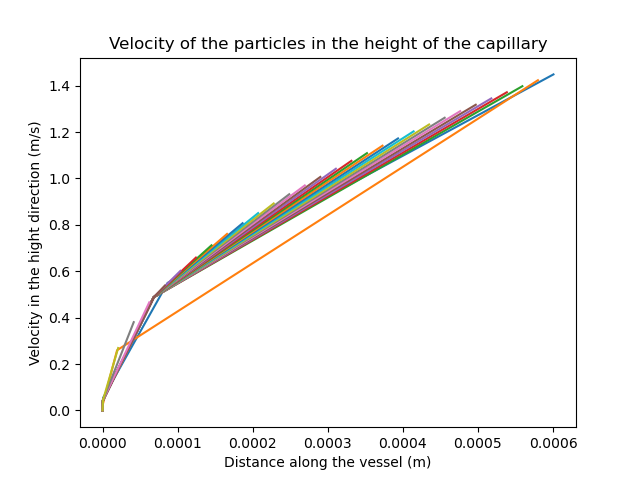 Velocity of the particles in the height of the capillary
Velocity in the hight direction (m/s)
1.4
1.2
1.0
0.8
0.6
0.4
0.2
0.0
0.0000 0.0001 0.0002 0.0003 0.0004 0.0005 0.0006
Distance along the vessel (m)